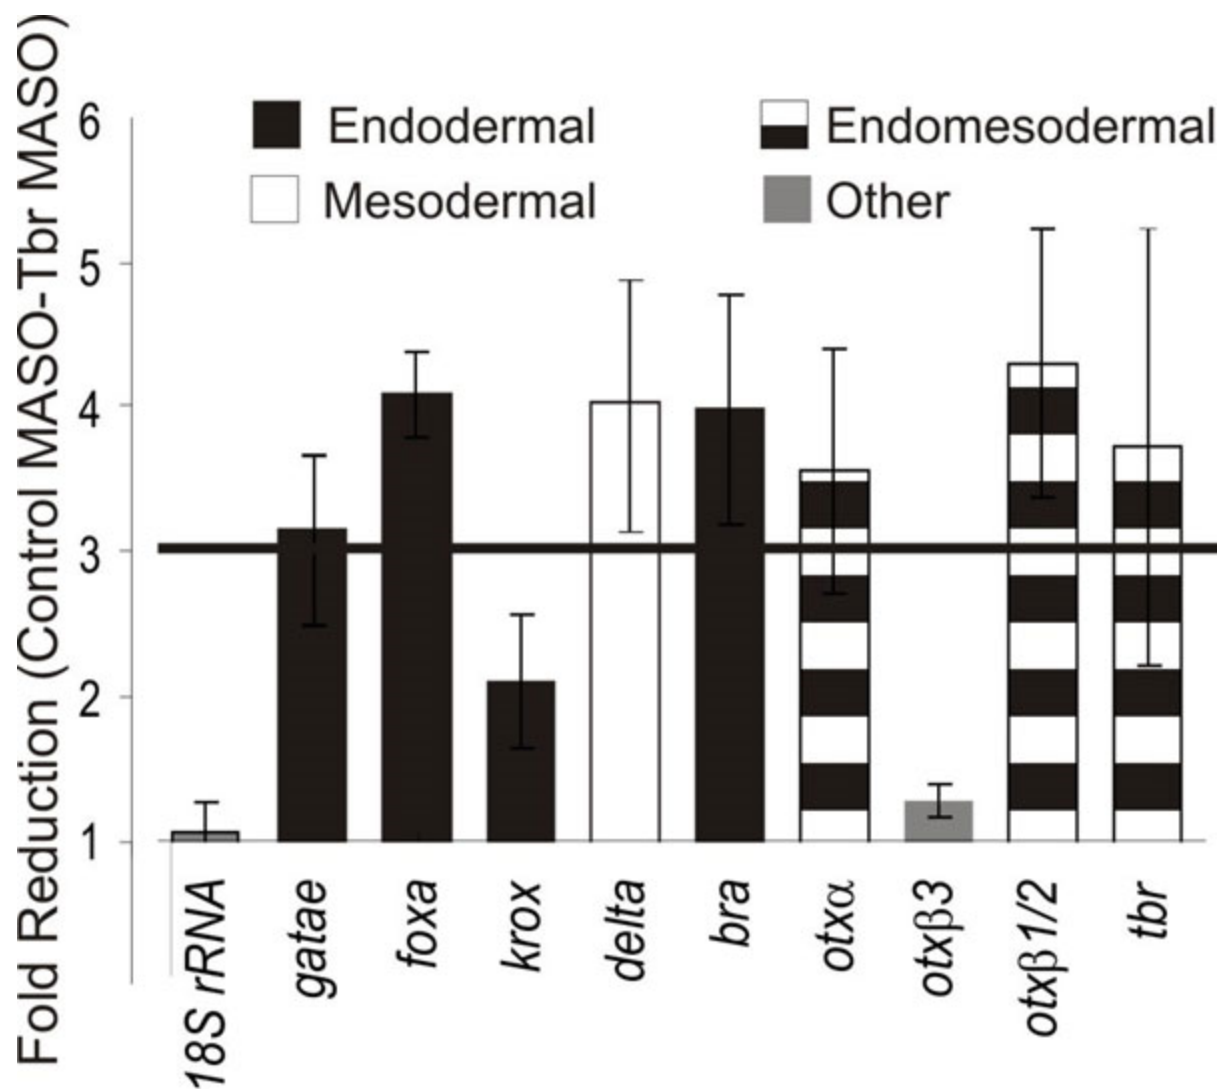 Fold Reduction (Control MASO-Tbr MASO)
6
5
4
3
2
1
Endodermal
Mesodermal
Endomesodermal
Other
18S rRNA
gatae
foxa
krox
delta
bra
otxα
otxβ3
otxβ1/2
tbr